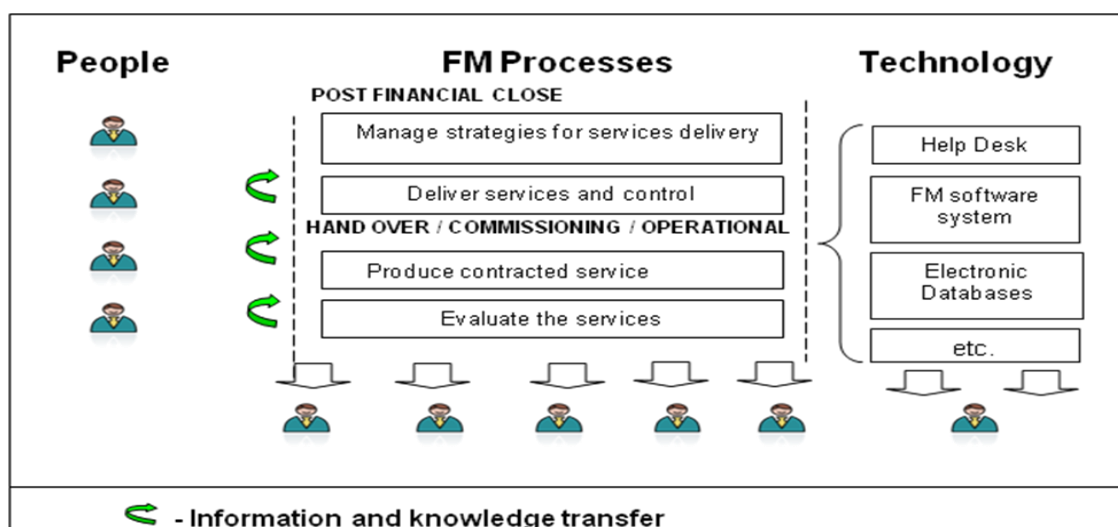 People
FM Processes
Technology
POST FINANCIAL CLOSE
Manage strategies for services delivery
Deliver services and control
HAND OVER / COMMISSIONING / OPERATIONAL
Produce contracted service
Evaluate the services
Help Desk
FM software
system
Electronic
Databases
etc.
- Information and knowledge transfer